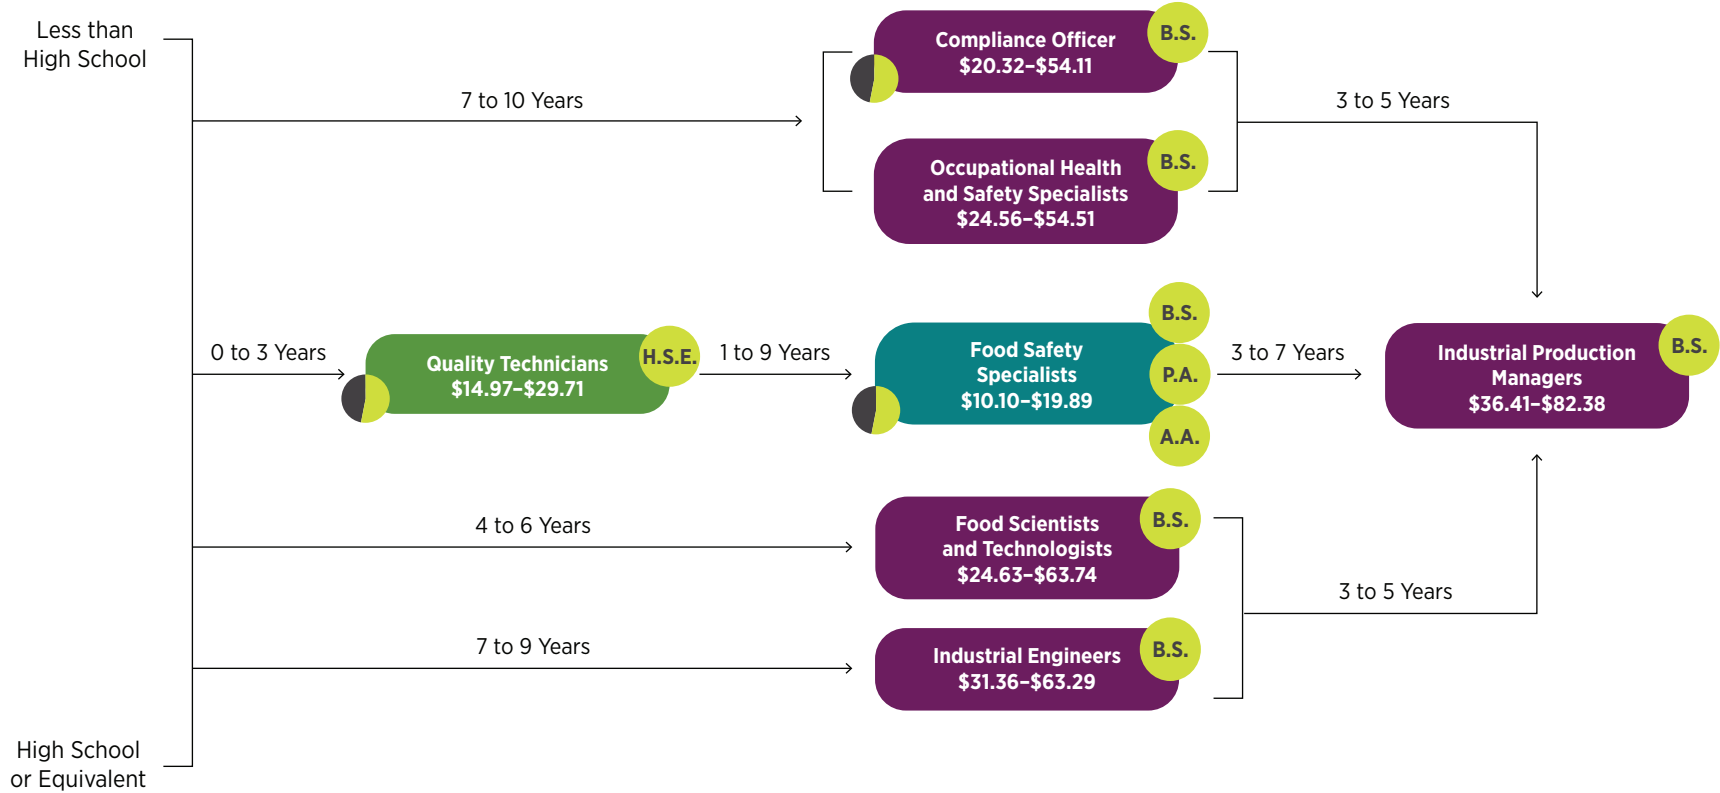 Less than
High School
7 to 10 Years
Compliance Officer
$20.32–$54.11
B.S.
Occupational Health
and Safety Specialists
$24.56–$54.51
B.S.
3 to 5 Years
0 to 3 Years
Quality Technicians
$14.97–$29.71
H.S.E.
1 to 9 Years
Food Safety
Specialists
$10.10–$19.89
B.S.
P.A.
A.A.
3 to 7 Years
Industrial Production
Managers
$36.41–$82.38
B.S.
4 to 6 Years
Food Scientists
and Technologists
$24.63–$63.74
B.S.
7 to 9 Years
Industrial Engineers
$31.36–$63.29
B.S.
3 to 5 Years
High School
or Equivalent